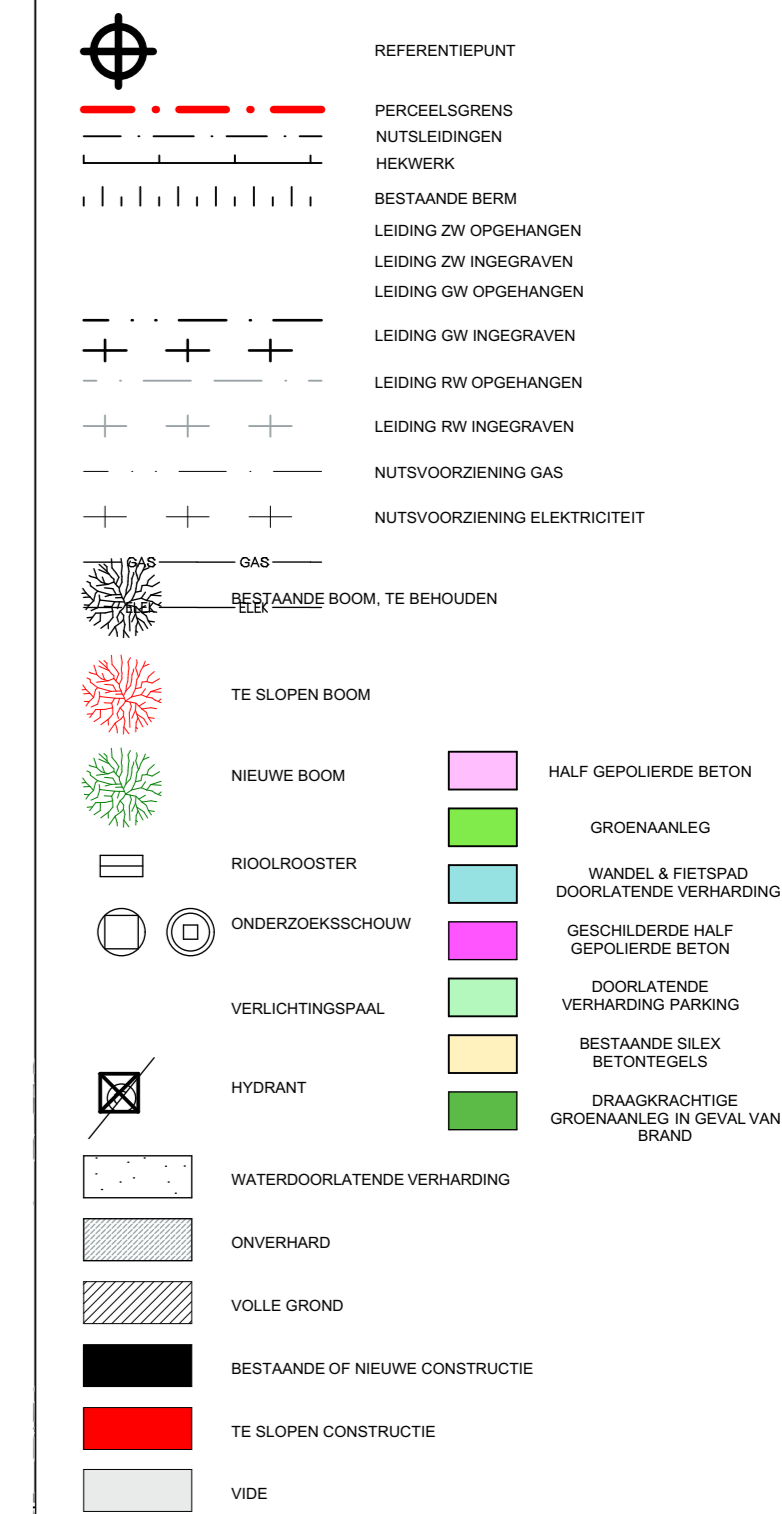 REFERENTIEPUNT
PERCEELSGRENS
NUTSLEIDINGEN
HEKWERK
BESTAANDE BERM
LEIDING ZW OPGEHANGEN
LEIDING ZW INGEGRAVEN
LEIDING GW OPGEHANGEN
LEIDING GW INGEGRAVEN
LEIDING RW OPGEHANGEN
LEIDING RW INGEGRAVEN
NUTSVOORZIENING GAS
NUTSVOORZIENING ELEKTRICITEIT
GAS GAS
BESTAANDE BOOM, TE BEHOUDEN
ELEK ELEK
TE SLOPEN BOOM
NIEUWE BOOM
RIOOLROOSTER
ONDERZOEKSSCHOUW
VERLICHTINGSPAAL
HYDRANT
HALF GEPOLIERDE BETON
GROENAANLEG
WANDEL & FIETSPAD
DOORLATENDE VERHARDING
GESCHILDERDE HALF
GEPOLIERDE BETON
DOORLATENDE
VERHARDING PARKING
BESTAANDE SILEX
BETONTEGELS
DRAAGKRACHTIGE
GROENAANLEG IN GEVAL VAN
BRAND
WATERDOORLATENDE VERHARDING
ONVERHARD
VOLLE GROND
BESTAANDE OF NIEUWE CONSTRUCTIE
TE SLOPEN CONSTRUCTIE
VIDE